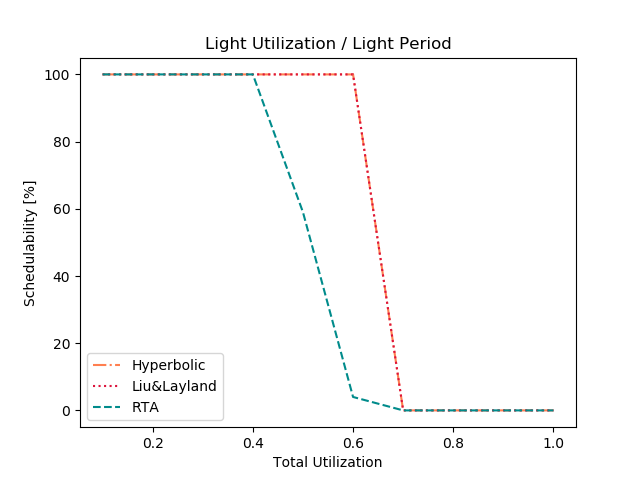 Light Utilization / Light Period
Schedulability [%]
100
80
60
40
20
0
Hyperbolic
Liu&Layland
RTA
0.2
0.4
0.6
0.8
1.0
Total Utilization